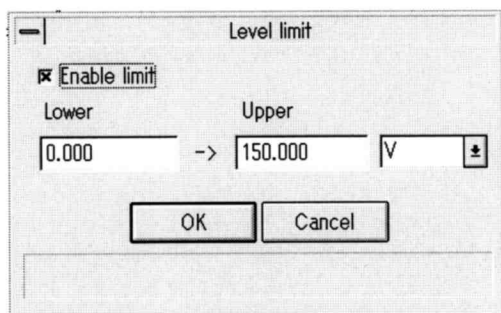 Level limit
Enable limit
Lower Upper
0.000 -> 150.000 V
OK Cancel